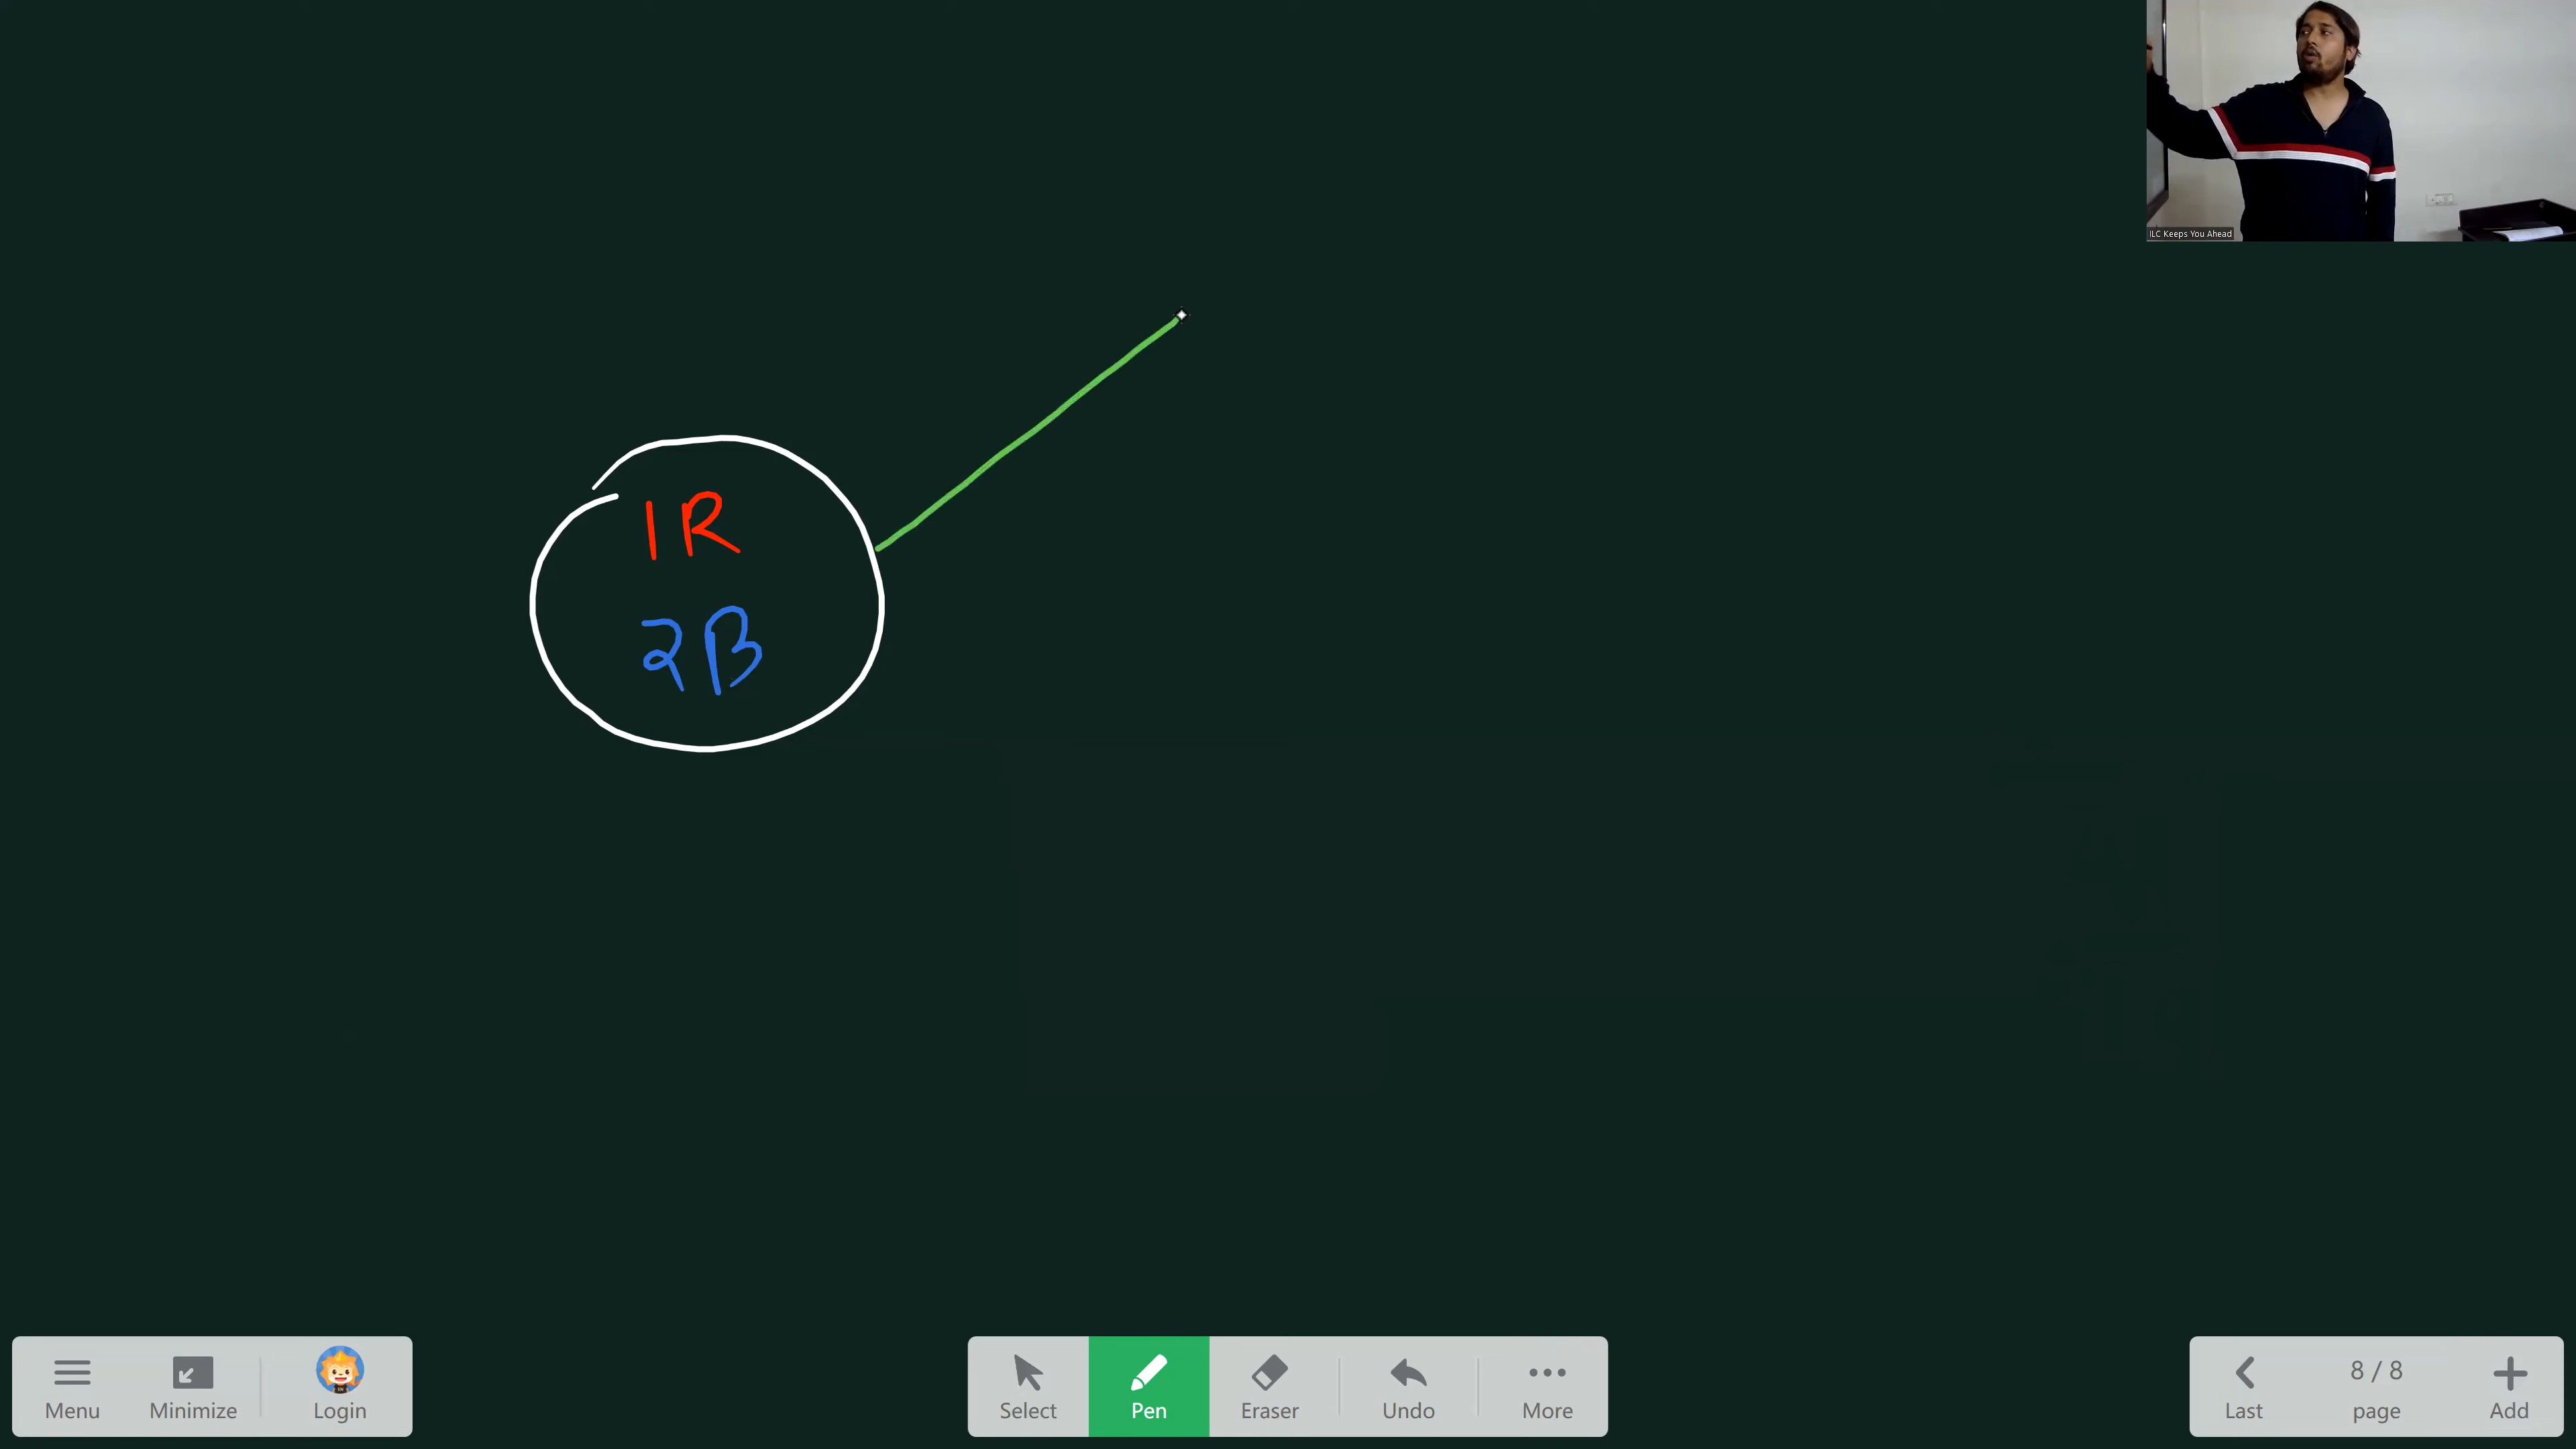 ILC Keeps You Ahead
1R
2B
Menu
Minimize
Login
Select
Pen
Eraser
Undo
More
Last
8 / 8
page
Add